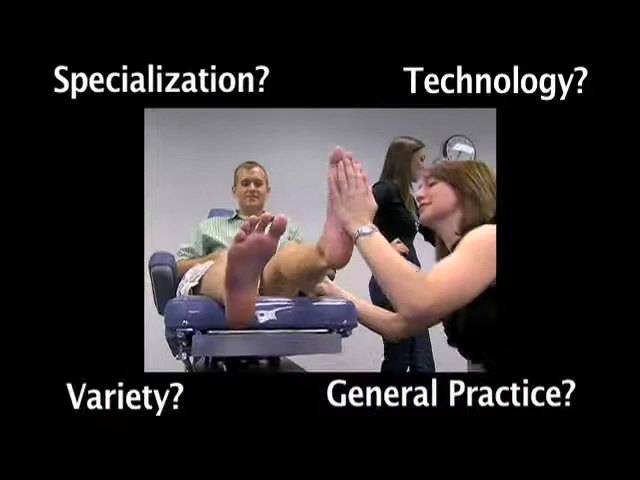 Specialization?
Technology?
Variety?
General Practice?